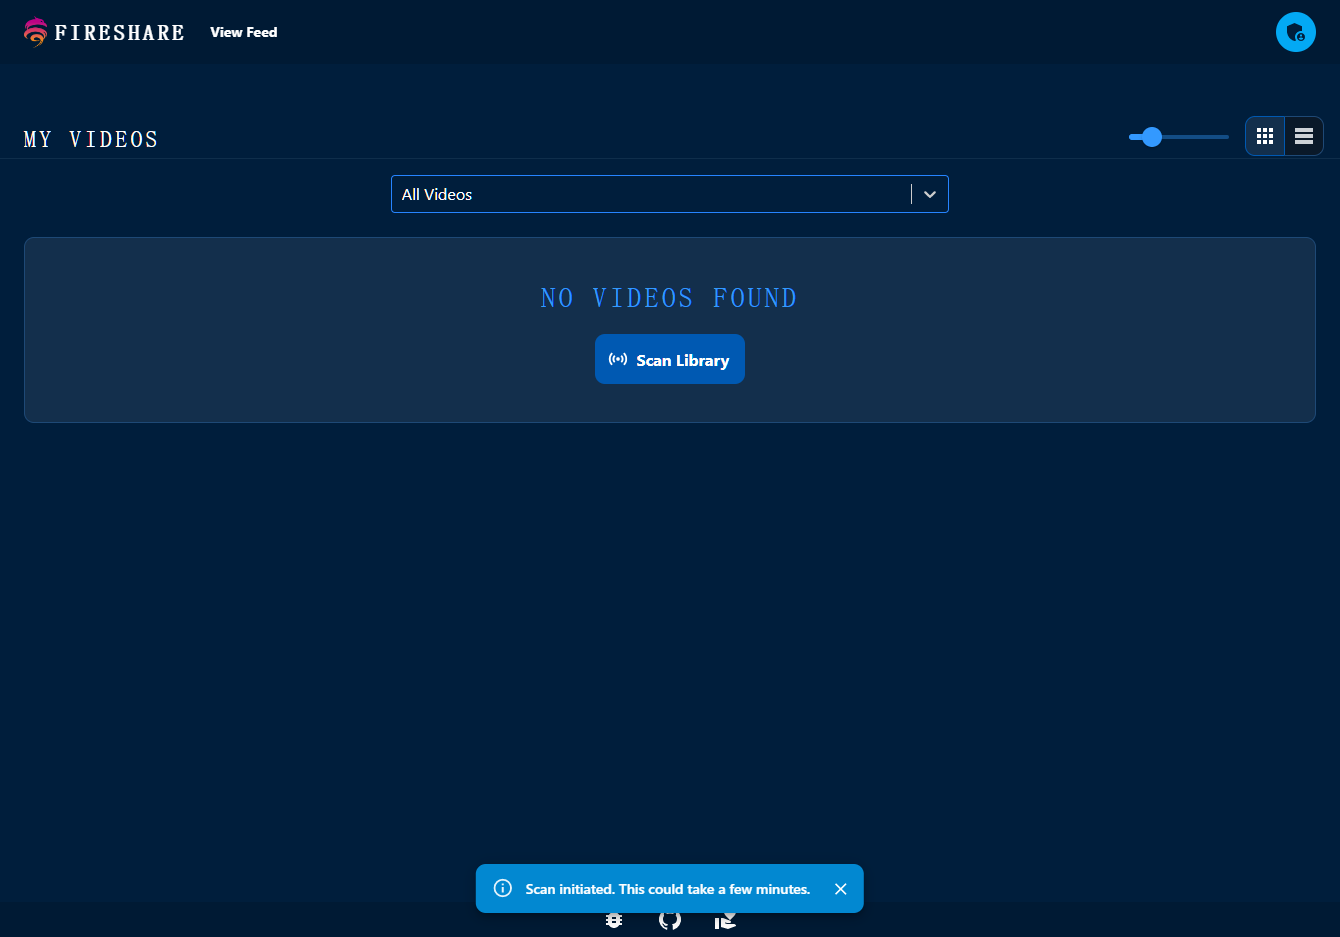 FIRESHARE
View Feed
MY VIDEOS
All Videos
NO VIDEOS FOUND
Scan Library
Scan initiated. This could take a few minutes.